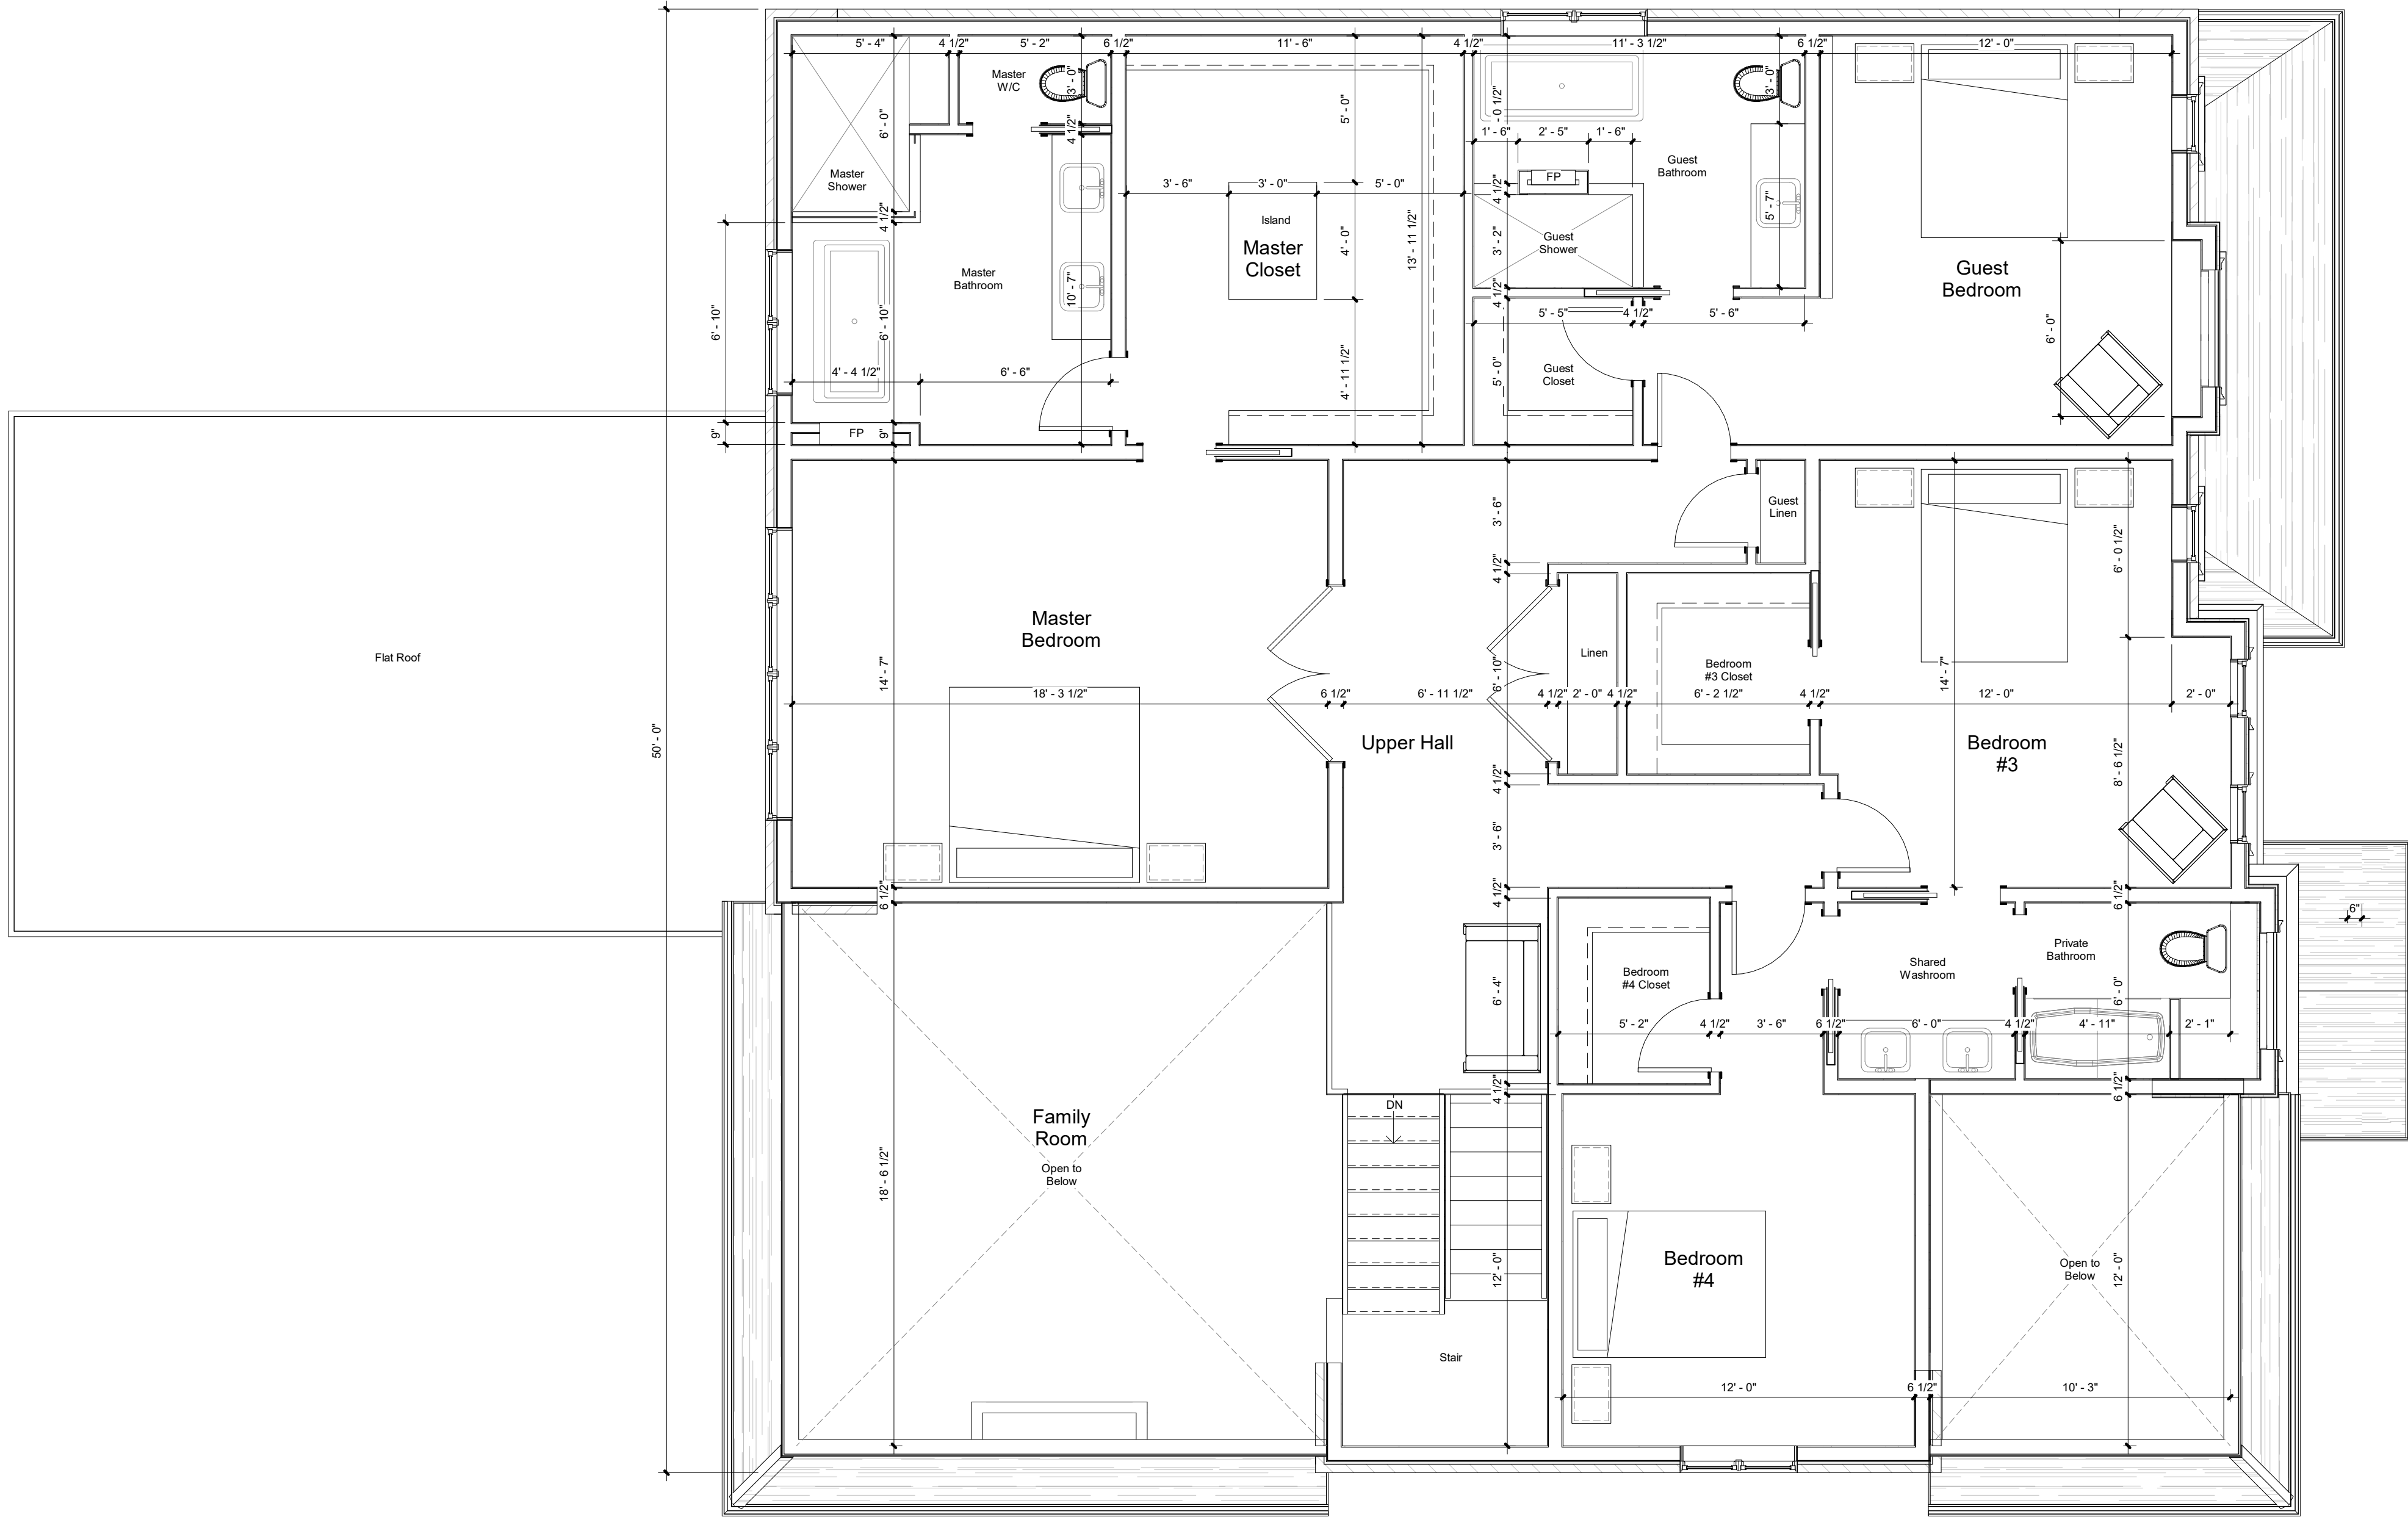 5' - 4"
4 1/2"
5' - 2"
6 1/2"
11' - 6"
4 1/2"
11' - 3 1/2"
6 1/2"
12' - 0"
Master
W/C
3' - 0"
4 1/2"
6' - 0"
Master
Shower
4 1/2"
5' - 0"
3' - 6"
3' - 0"
5' - 0"
Island
Master
Closet
4' - 0"
13' - 11 1/2"
4' - 11 1/2"
- 0 1/2"
1' - 6"
2' - 5"
1' - 6"
FP
4 1/2"
Guest
Bathroom
3' - 0"
5' - 7"
Guest
Shower
3' - 2"
4 1/2"
5' - 5"
4 1/2"
5' - 6"
Guest
Closet
5' - 0"
Guest
Bedroom
6' - 0"
Master
Bathroom
10' - 7"
6' - 10"
6' - 10"
4' - 4 1/2"
6' - 6"
FP
9"
9"
Guest
Linen
3' - 6"
4 1/2"
6' - 0 1/2"
Master
Bedroom
14' - 7"
Flat Roof
50' - 0"
Linen
Bedroom
#3 Closet
6' - 10"
14' - 7"
18' - 3 1/2"
6 1/2"
6' - 11 1/2"
4 1/2"
2' - 0"
4 1/2"
6' - 2 1/2"
4 1/2"
12' - 0"
2' - 0"
Upper Hall
Bedroom
#3
8' - 6 1/2"
4 1/2"
3' - 6"
6 1/2"
4 1/2"
6 1/2"
6"
Private
Bathroom
Shared
Washroom
Bedroom
#4 Closet
6' - 4"
6' - 0"
5' - 2"
4 1/2"
3' - 6"
6 1/2"
6' - 0"
4 1/2"
4' - 11"
2' - 1"
4 1/2"
6 1/2"
DN
Family
Room
Open to
Below
18' - 6 1/2"
12' - 0"
Bedroom
#4
Open to
Below
12' - 0"
Stair
12' - 0"
6 1/2"
10' - 3"